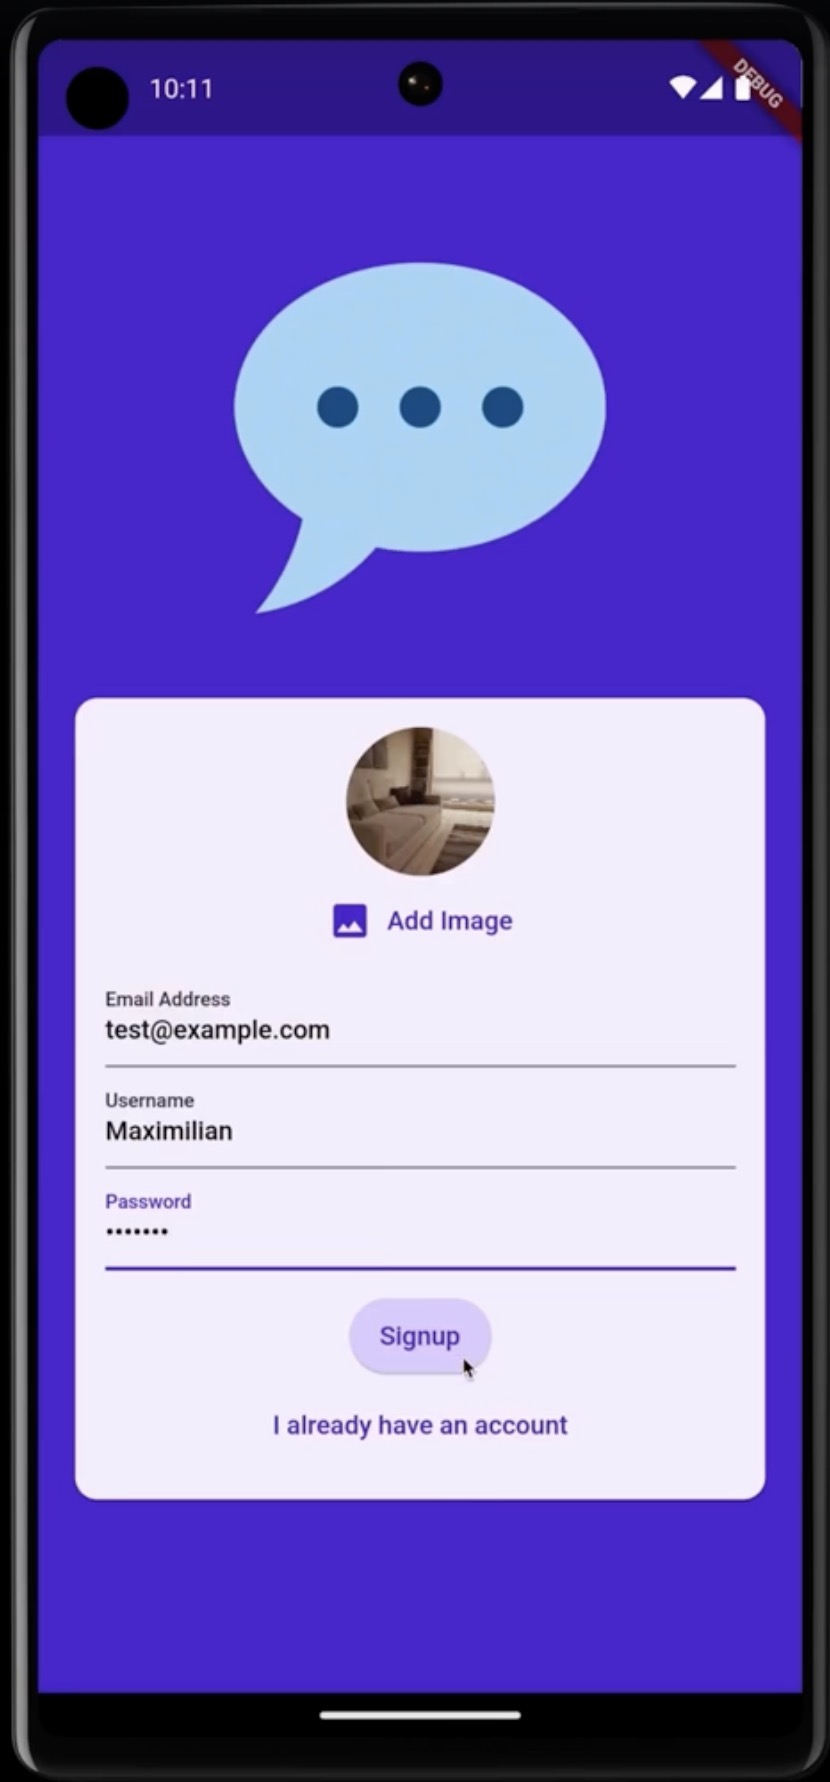 10:11
DEBUG
Add Image
Email Address
test@example.com
Username
Maximilian
Password
•••••••
Signup
I already have an account